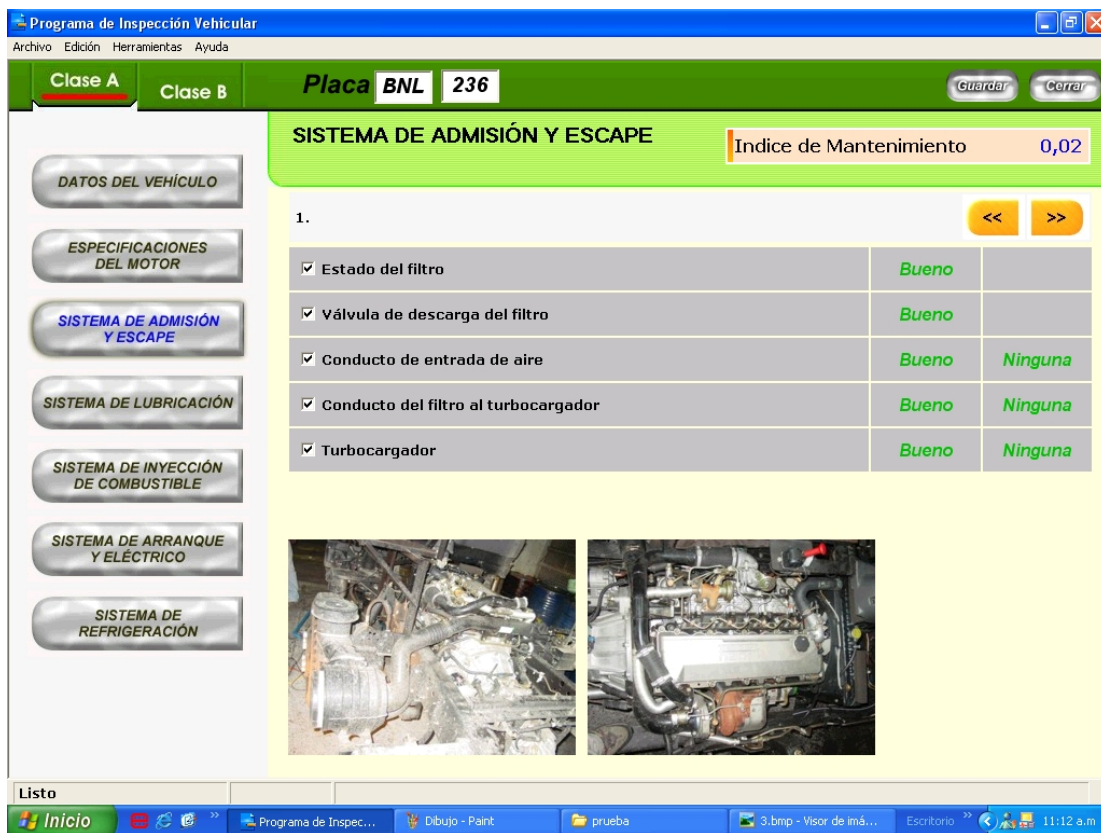 Programa de Inspección Vehicular
Archivo Edición Herramientas Ayuda
Clase A
Clase B
Placa BNL 236
Guardar
Cerrar
SISTEMA DE ADMISIÓN Y ESCAPE
Indice de Mantenimiento 0,02
DATOS DEL VEHÍCULO
ESPECIFICACIONES
DEL MOTOR
SISTEMA DE ADMISIÓN
Y ESCAPE
SISTEMA DE LUBRICACIÓN
SISTEMA DE INYECCIÓN
DE COMBUSTIBLE
SISTEMA DE ARRANQUE
Y ELÉCTRICO
SISTEMA DE
REFRIGERACIÓN
1.
<< >>
Estado del filtro Bueno
Válvula de descarga del filtro Bueno
Conducto de entrada de aire Bueno Ninguna
Conducto del filtro al turbocargador Bueno Ninguna
Turbocargador Bueno Ninguna
Listo
Inicio
Programa de Inspec...
Dibujo - Paint
prueba
3.bmp - Visor de imá...
Escritorio
11:12 a.m